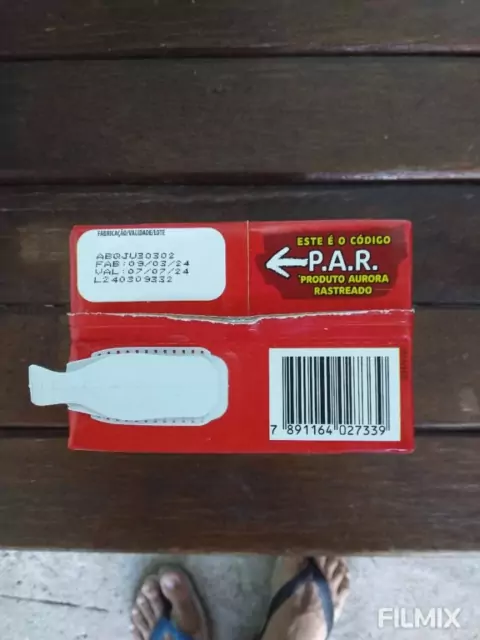 FABRICAÇÃO/VALIDADE/LOTE
ABQJU30302
FAB:09/03/24
VAL:07/07/24
L240309332
ESTE É O CÓDIGO
P.A.R.
PRODUTO AURORA
RASTREADO
7 891164 027339
FILMIX